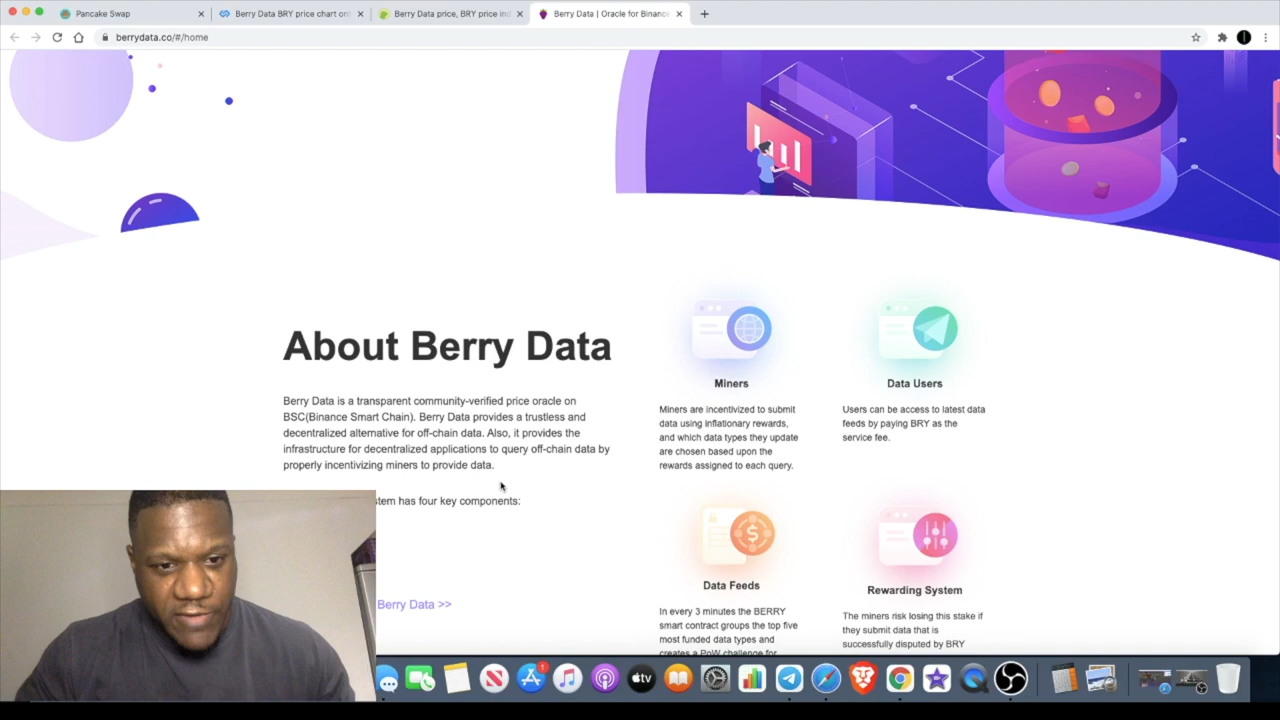 Pancake Swap
Berry Data BRY price chart on
Berry Data price, BRY price ind
Berry Data | Oracle for Binance
berrydata.co/#/home
About Berry Data
Berry Data is a transparent community-verified price oracle on
BSC(Binance Smart Chain). Berry Data provides a trustless and
decentralized alternative for off-chain data. Also, it provides the
infrastructure for decentralized applications to query off-chain data by
properly incentivizing miners to provide data.
stem has four key components:
Berry Data >>
Miners
Miners are incentivized to submit
data using inflationary rewards,
and which data types they update
are chosen based upon the
rewards assigned to each query.
Data Users
Users can be access to latest data
feeds by paying BRY as the
service fee.
Data Feeds
In every 3 minutes the BERRY
smart contract groups the top five
most funded data types and
creates a PoW challenge for
Rewarding System
The miners risk losing this stake if
they submit data that is
successfully disputed by BRY
1
tv